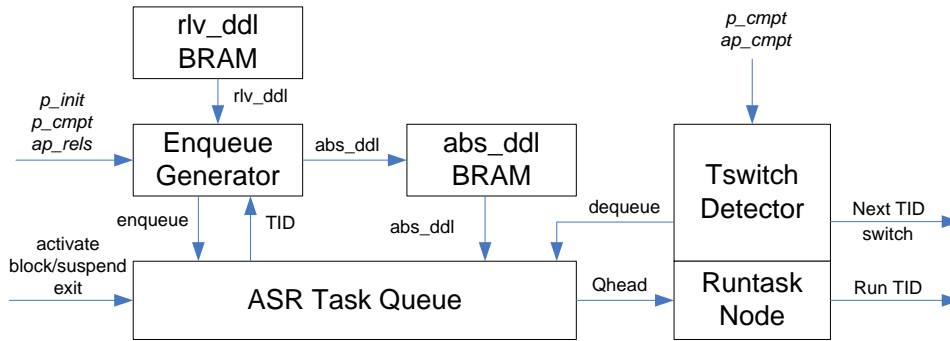 rlv_ddl
BRAM
p_cmpt
ap_cmpt
rlv_ddl
p_init
p_cmpt
ap_rels
Enqueue
Generator
abs_ddl
abs_ddl
BRAM
Tswitch
Detector
enqueue
TID
abs_ddl
dequeue
Next TID
switch
activate
block/suspend
exit
ASR Task Queue
Qhead
Runtask
Node
Run TID